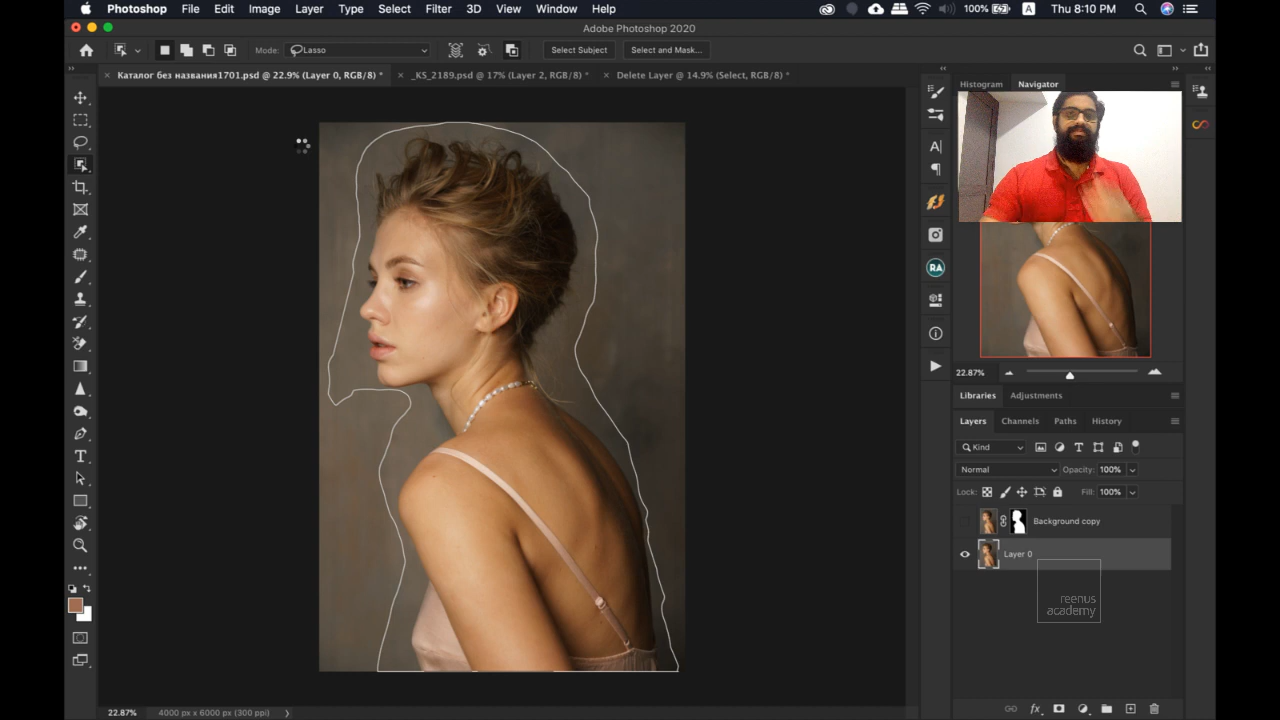 Photoshop File Edit Image Layer Type Select Filter 3D View Window Help 100% A Thu 8:10 PM
Adobe Photoshop 2020
Mode: Lasso Select Subject Select and Mask...
Каталог без названия1701.psd @ 22.9% (Layer 0, RGB/8) * _KS_2189.psd @ 17% (Layer 2, RGB/8) * Delete Layer @ 14.9% (Select, RGB/8) *
Histogram Navigator
A|
RA
22.87%
Libraries Adjustments
Layers Channels Paths History
Kind
Normal Opacity: 100%
Lock: Fill: 100%
Background copy
Layer 0
reenus
academy
22.87% 4000 px x 6000 px (300 ppi)